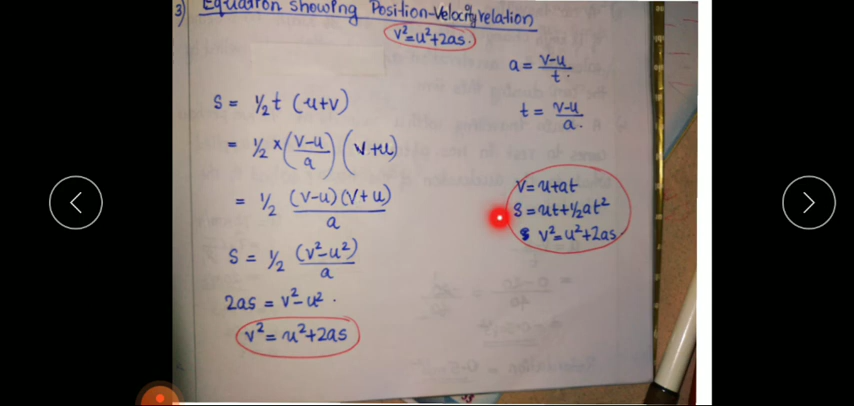 3) Equation showing Position-Velocity relation
v²=u²+2as.
a = v-u/t.
S = ½t (u+v)
t = v-u/a.
= ½ × (v-u/a) (v+u)
= ½ (v-u)(v+u)/a
v=u+at
S=ut+½at²
s v²=u²+2as.
S = ½ (v²-u²)/a
2as = v²-u².
v² = u²+2as